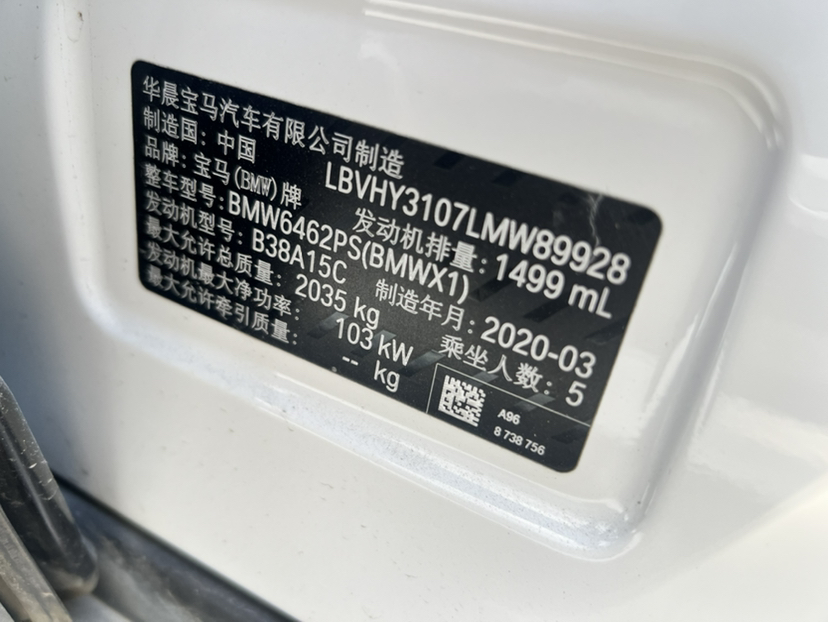 华晨宝马汽车有限公司制造
制造国: 中国 LBVHY3107LMW89928
品牌: 宝马(BMW)牌 发动机排量: 1499 mL
整车型号: BMW6462PS(BMWX1)
发动机型号: B38A15C 制造年月: 2020-03
最大允许总质量: 2035 kg 乘坐人数: 5
发动机最大净功率: 103 kW
最大允许牵引质量: -- kg
A96
8 738 756